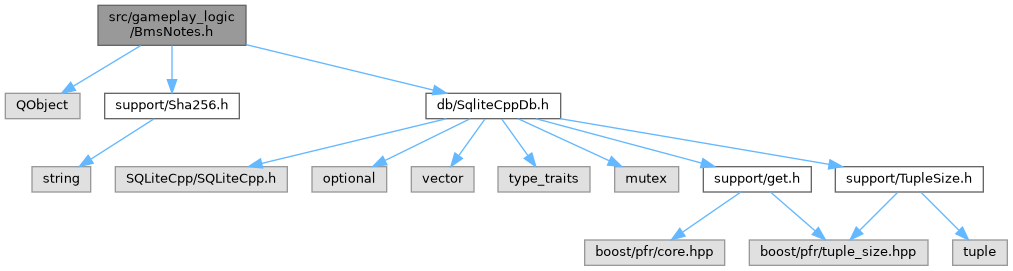 src/gameplay_logic
/BmsNotes.h
QObject
support/Sha256.h
db/SqliteCppDb.h
string
SQLiteCpp/SQLiteCpp.h
optional
vector
type_traits
mutex
support/get.h
support/TupleSize.h
boost/pfr/core.hpp
boost/pfr/tuple_size.hpp
tuple